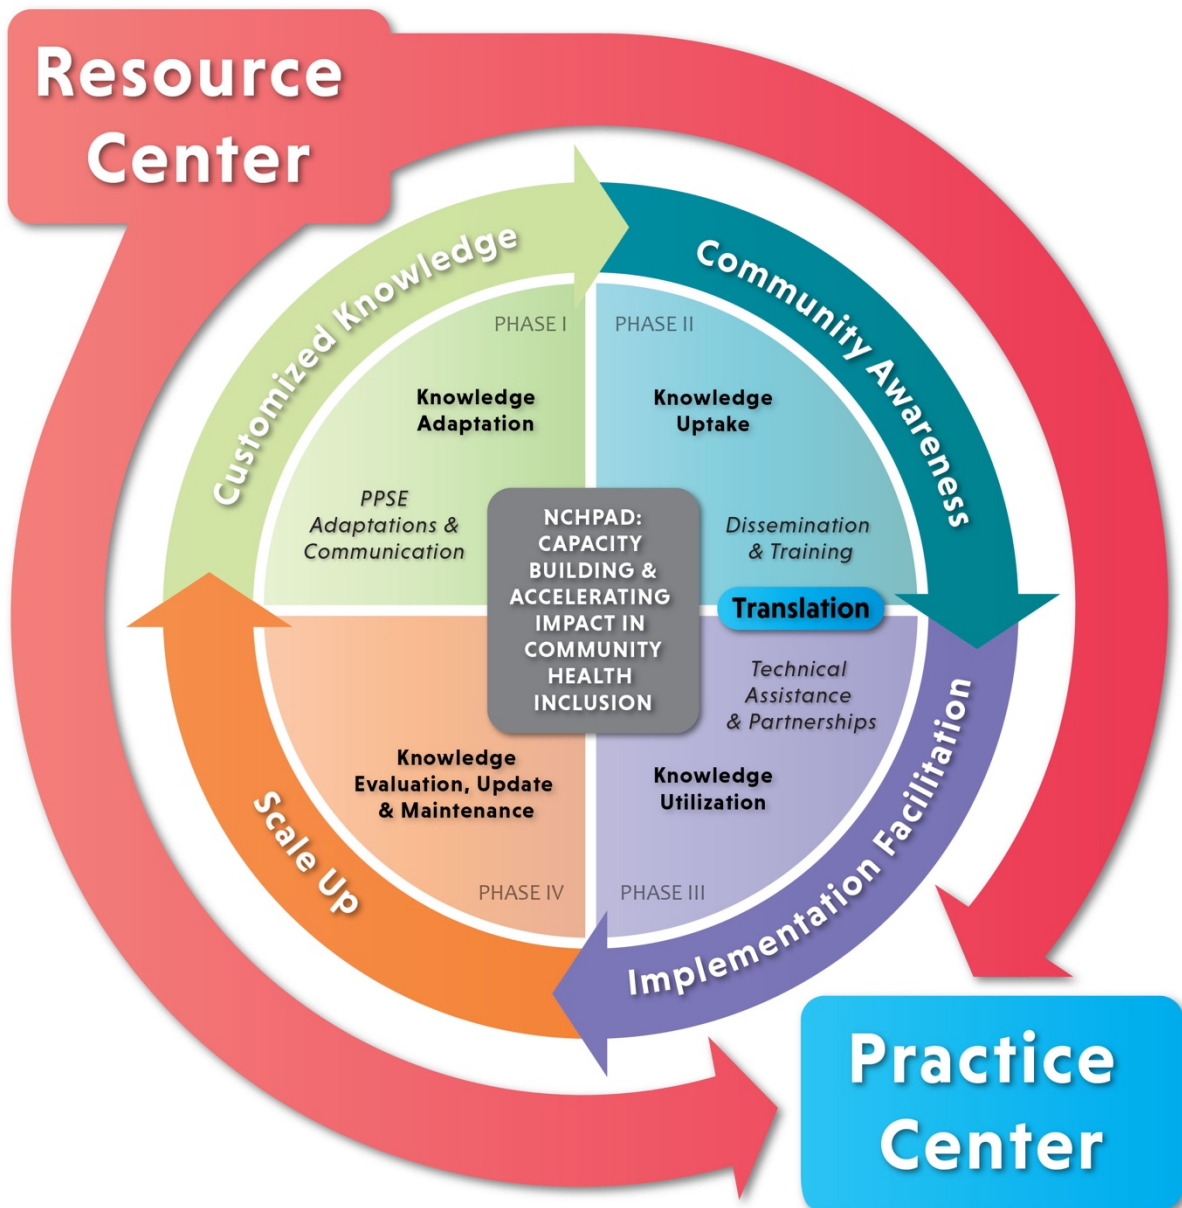 Resource
Center
Customized Knowledge
Community Awareness
PHASE I
PHASE II
Knowledge
Adaptation
Knowledge
Uptake
PPSE
Adaptations &
Communication
Dissemination
& Training
NCHPAD:
CAPACITY
BUILDING &
ACCELERATING
IMPACT IN
COMMUNITY
HEALTH
INCLUSION
Translation
Technical
Assistance
& Partnerships
Knowledge
Evaluation, Update
& Maintenance
Knowledge
Utilization
PHASE IV
PHASE III
Scale Up
Implementation Facilitation
Practice
Center